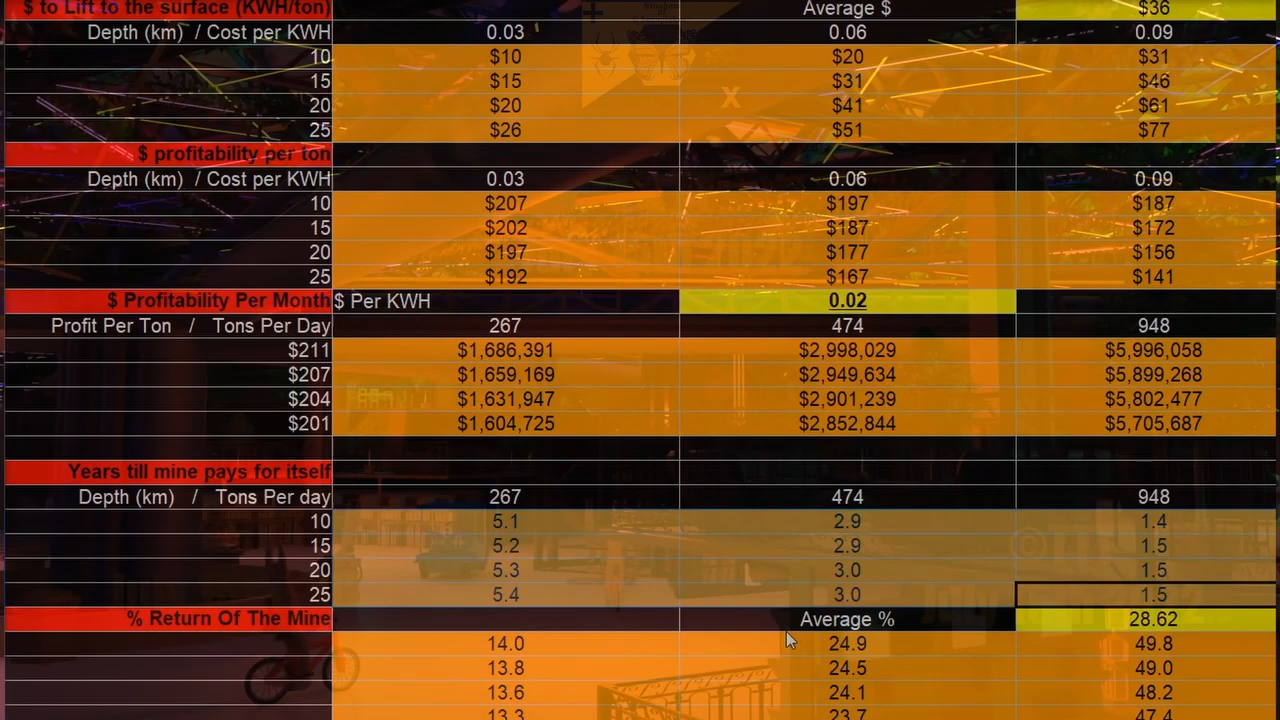 $ to Lift to the surface (KWH/ton) Average $ $36
Depth (km) / Cost per KWH 0.03 0.06 0.09
10 $10 $20 $31
15 $15 $31 $46
20 $20 $41 $61
25 $26 $51 $77
$ profitability per ton
Depth (km) / Cost per KWH 0.03 0.06 0.09
10 $207 $197 $187
15 $202 $187 $172
20 $197 $177 $156
25 $192 $167 $141
$ Profitability Per Month $ Per KWH 0.02
Profit Per Ton / Tons Per Day 267 474 948
$211 $1,686,391 $2,998,029 $5,996,058
$207 $1,659,169 $2,949,634 $5,899,268
$204 $1,631,947 $2,901,239 $5,802,477
$201 $1,604,725 $2,852,844 $5,705,687
Years till mine pays for itself
Depth (km) / Tons Per day 267 474 948
10 5.1 2.9 1.4
15 5.2 2.9 1.5
20 5.3 3.0 1.5
25 5.4 3.0 1.5
% Return Of The Mine Average % 28.62
14.0 24.9 49.8
13.8 24.5 49.0
13.6 24.1 48.2
13.3 23.7 47.4